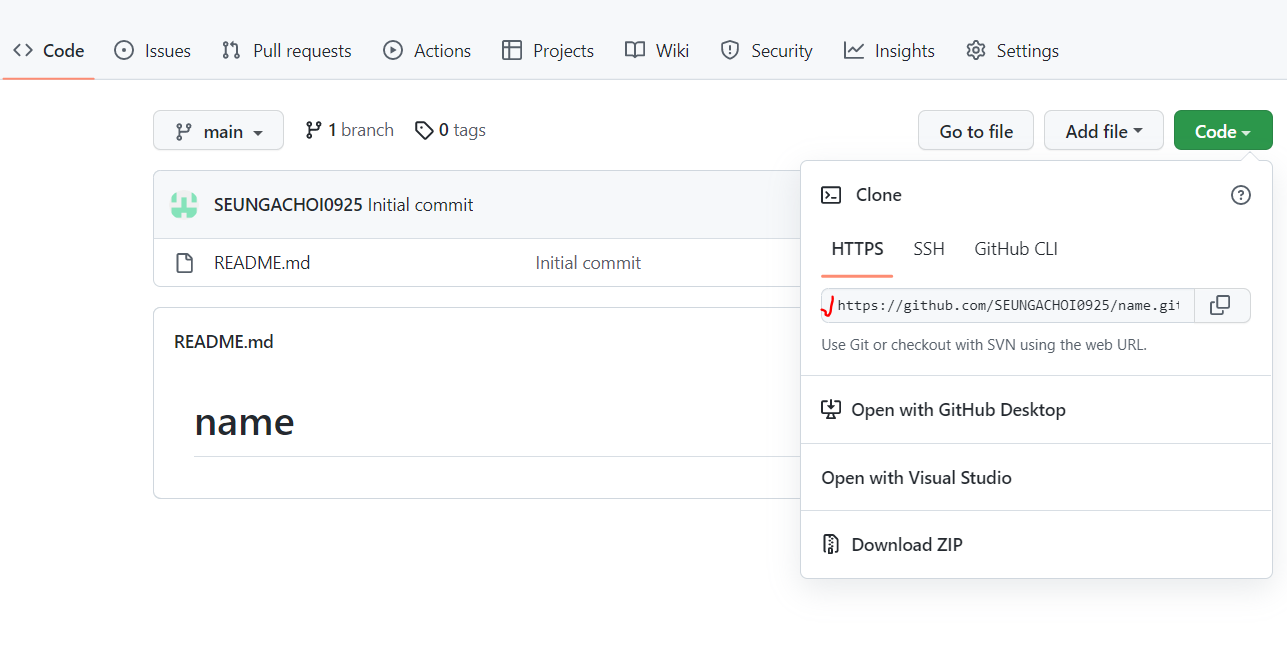 Code Issues Pull requests Actions Projects Wiki Security Insights Settings
main 1 branch 0 tags Go to file Add file Code
SEUNGACHOI0925 Initial commit
README.md Initial commit
README.md
name
Clone
HTTPS SSH GitHub CLI
https://github.com/SEUNGACHOI0925/name.git
Use Git or checkout with SVN using the web URL.
Open with GitHub Desktop
Open with Visual Studio
Download ZIP